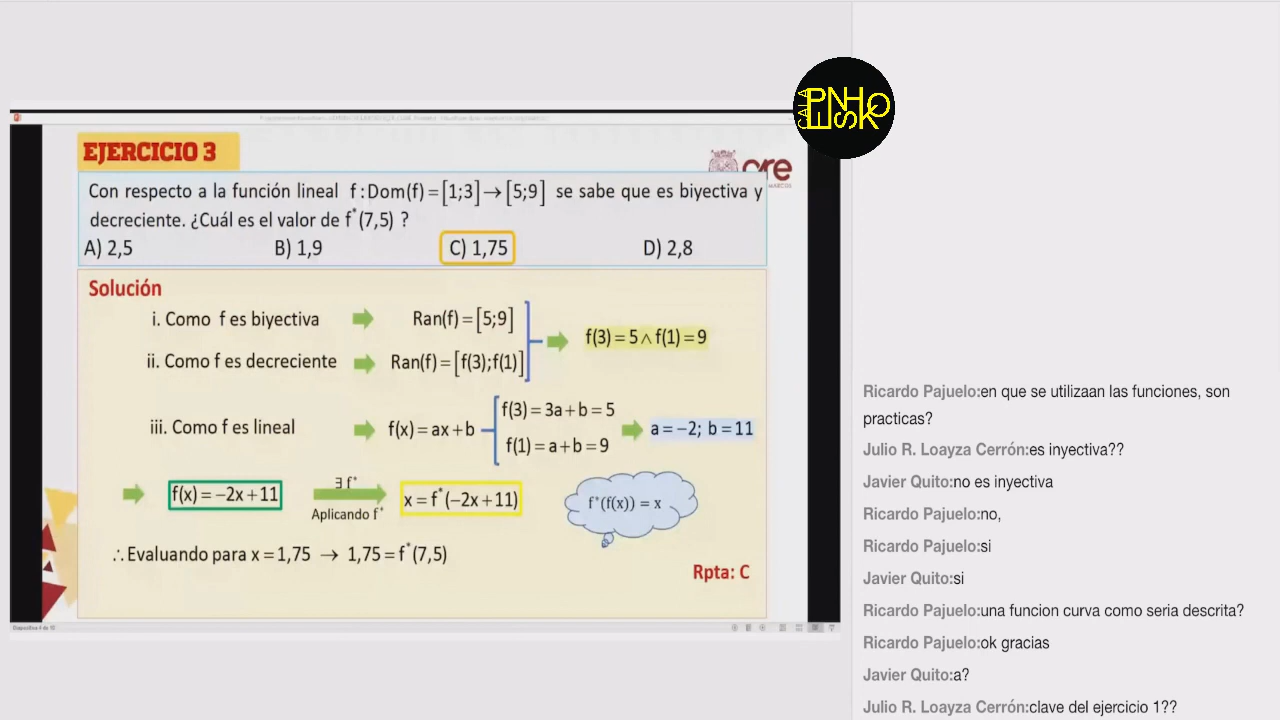 CALA
PENHO
ESK
EJERCICIO 3
cre
MARCOS
Con respecto a la función lineal f:Dom(f)=[1;3]→[5;9] se sabe que es biyectiva y
decreciente. ¿Cuál es el valor de f*(7,5) ?
A) 2,5 B) 1,9 C) 1,75 D) 2,8
Solución
i. Como f es biyectiva Ran(f)=[5;9]
f(3)=5∧f(1)=9
ii. Como f es decreciente Ran(f)=[f(3);f(1)]
f(3)=3a+b=5
iii. Como f es lineal f(x)=ax+b a=−2; b=11
f(1)=a+b=9
f(x)=−2x+11 ∃ f* x=f*(−2x+11) f*(f(x)) = x
Aplicando f*
∴Evaluando para x=1,75 → 1,75=f*(7,5)
Rpta: C
Ricardo Pajuelo:en que se utilizaan las funciones, son
practicas?
Julio R. Loayza Cerrón:es inyectiva??
Javier Quito:no es inyectiva
Ricardo Pajuelo:no,
Ricardo Pajuelo:si
Javier Quito:si
Ricardo Pajuelo:una funcion curva como seria descrita?
Ricardo Pajuelo:ok gracias
Javier Quito:a?
Julio R. Loayza Cerrón:clave del ejercicio 1??